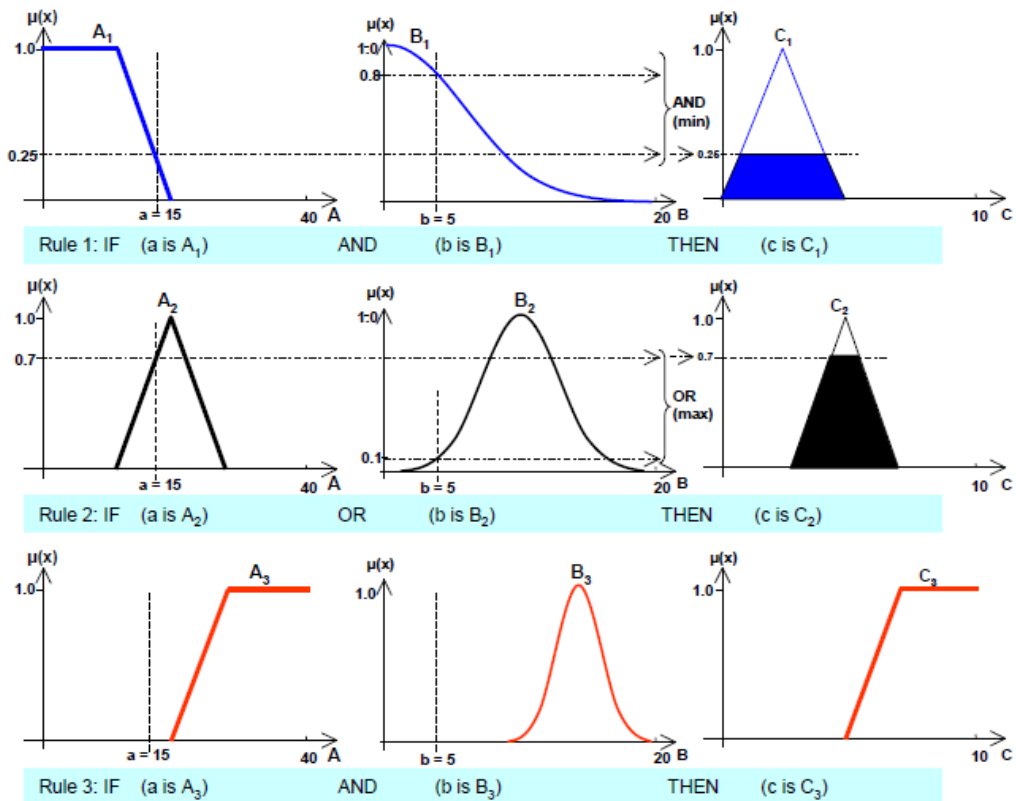 μ(x) A₁ μ(x) B₁ μ(x) C₁
1.0 1.0 1.0
0.8
AND
(min)
0.25 0.25
a = 15 40 A b = 5 20 B 10 C
Rule 1: IF (a is A₁) AND (b is B₁) THEN (c is C₁)
μ(x) A₂ μ(x) B₂ μ(x) C₂
1.0 1.0 1.0
0.7 0.7
OR
(max)
0.1
a = 15 40 A b = 5 20 B 10 C
Rule 2: IF (a is A₂) OR (b is B₂) THEN (c is C₂)
μ(x) A₃ μ(x) B₃ μ(x) C₃
1.0 1.0 1.0
a = 15 40 A b = 5 20 B 10 C
Rule 3: IF (a is A₃) AND (b is B₃) THEN (c is C₃)